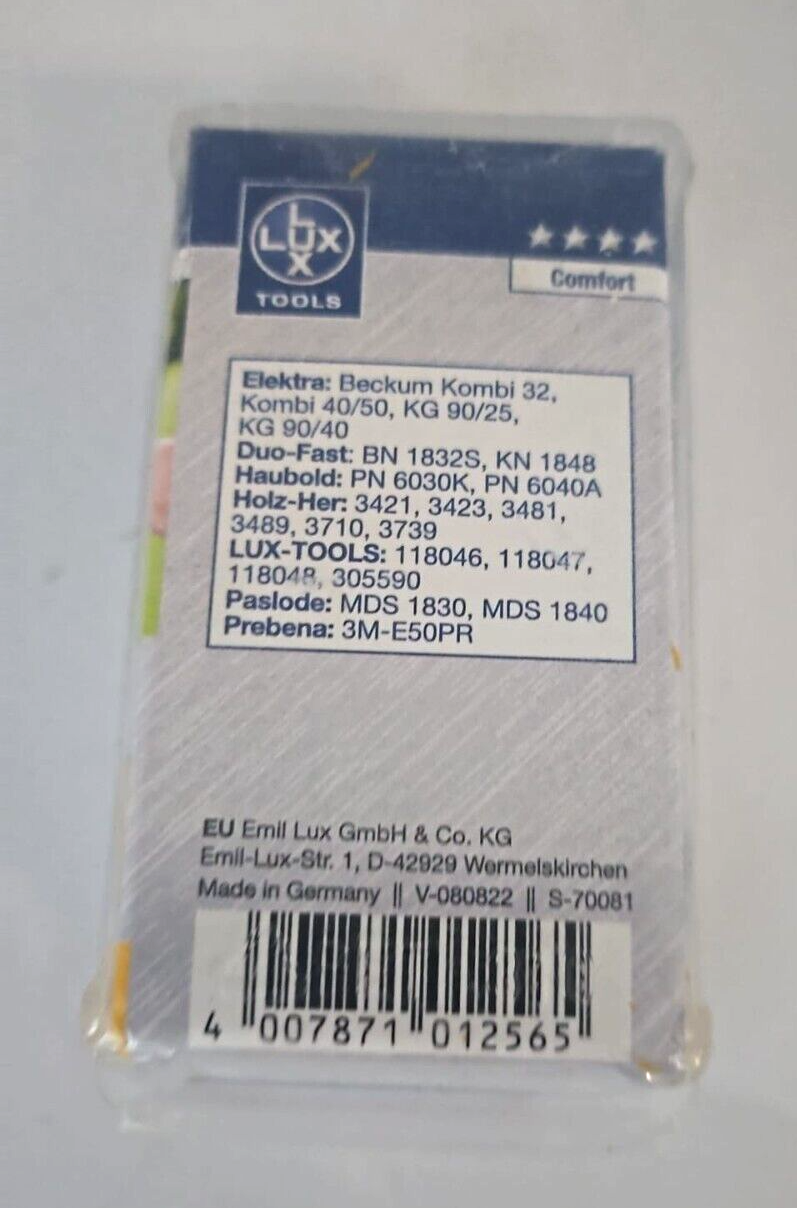 LUX
TOOLS
Comfort
Elektra: Beckum Kombi 32,
Kombi 40/50, KG 90/25,
KG 90/40
Duo-Fast: BN 1832S, KN 1848
Haubold: PN 6030K, PN 6040A
Holz-Her: 3421, 3423, 3481,
3489, 3710, 3739
LUX-TOOLS: 118046, 118047,
118048, 305590
Paslode: MDS 1830, MDS 1840
Prebena: 3M-E50PR
EU Emil Lux GmbH & Co. KG
Emil-Lux-Str. 1, D-42929 Wermelskirchen
Made in Germany || V-080822 || S-70081
4 007871 012565